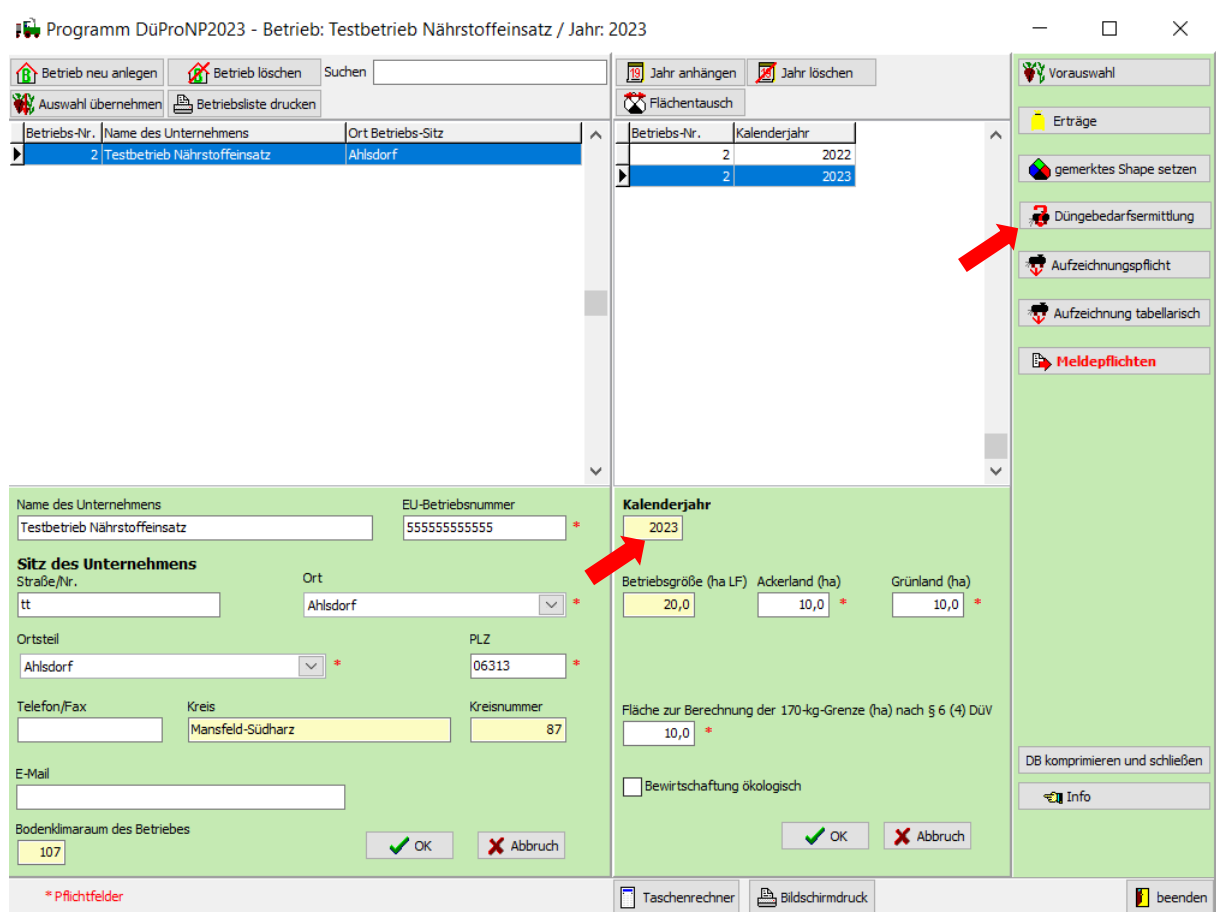 Programm DüProNP2023 - Betrieb: Testbetrieb Nährstoffeinsatz / Jahr: 2023
Betrieb neu anlegen
Betrieb löschen
Suchen
Auswahl übernehmen
Betriebsliste drucken
Betriebs-Nr. Name des Unternehmens Ort Betriebs-Sitz
2 Testbetrieb Nährstoffeinsatz Ahlsdorf
19 Jahr anhängen
19 Jahr löschen
Flächentausch
Betriebs-Nr. Kalenderjahr
2 2022
2 2023
Vorauswahl
Erträge
gemerktes Shape setzen
Düngebedarfsermittlung
Aufzeichnungspflicht
Aufzeichnung tabellarisch
Meldepflichten
Name des Unternehmens EU-Betriebsnummer
Testbetrieb Nährstoffeinsatz 555555555555 *
Sitz des Unternehmens
Straße/Nr. Ort
tt Ahlsdorf *
Ortsteil PLZ
Ahlsdorf * 06313 *
Telefon/Fax Kreis Kreisnummer
Mansfeld-Südharz 87
E-Mail
Bodenklimaraum des Betriebes
107 OK Abbruch
Kalenderjahr
2023
Betriebsgröße (ha LF) Ackerland (ha) Grünland (ha)
20,0 10,0 * 10,0 *
Fläche zur Berechnung der 170-kg-Grenze (ha) nach § 6 (4) DüV
10,0 *
Bewirtschaftung ökologisch
OK Abbruch
DB komprimieren und schließen
Info
* Pflichtfelder
Taschenrechner
Bildschirmdruck
beenden